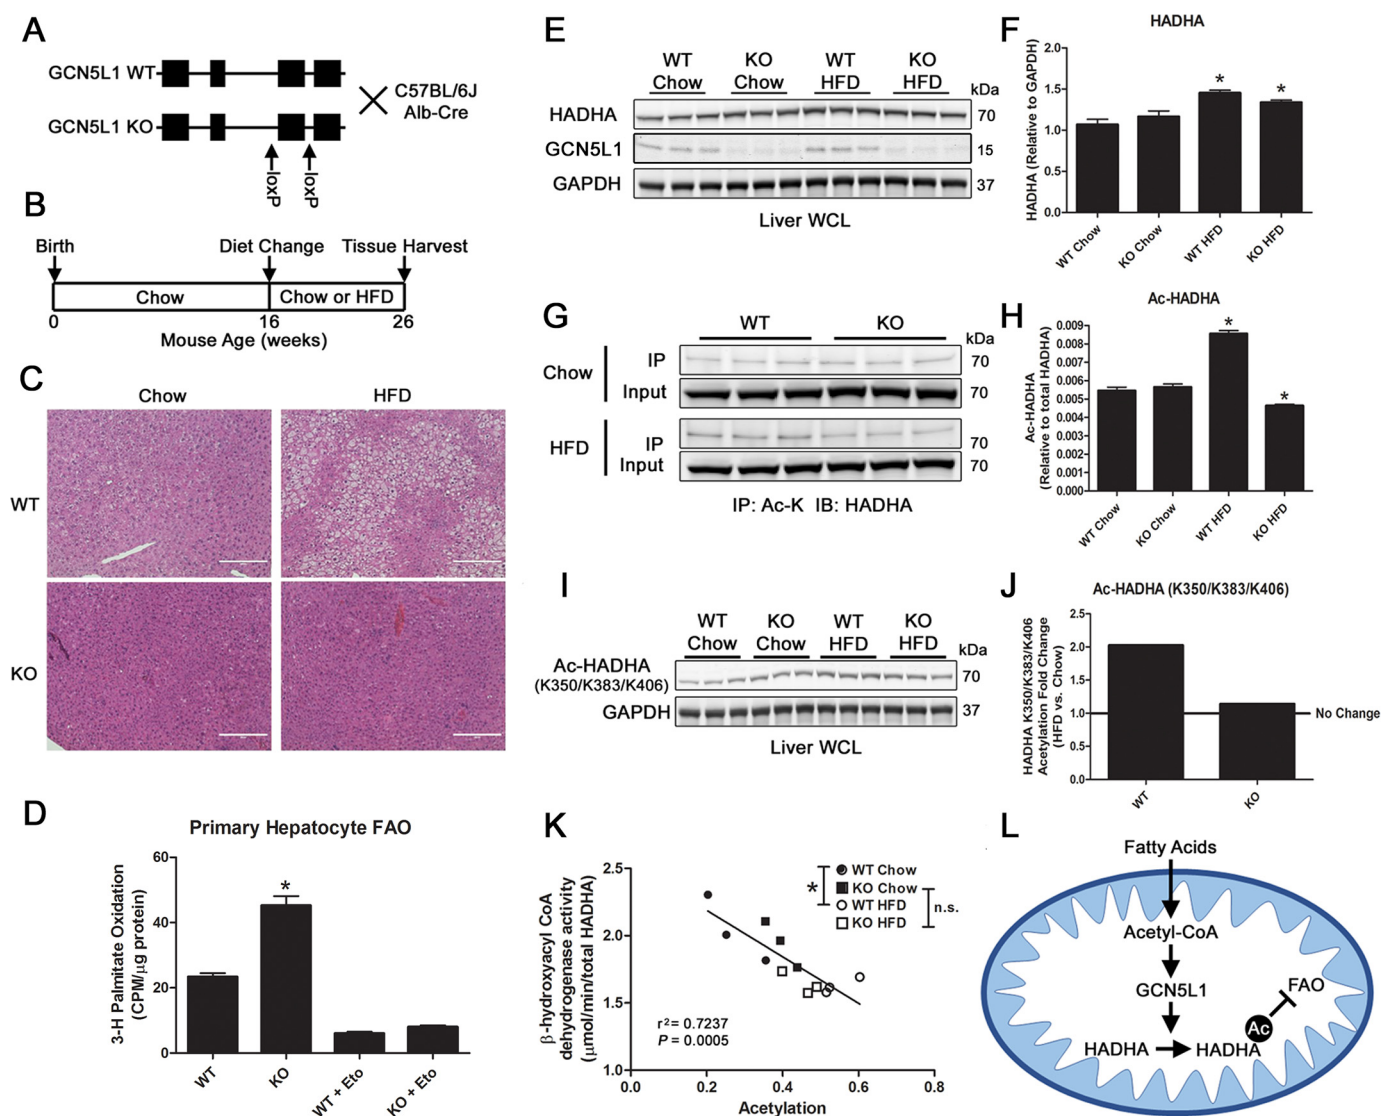 A
GCN5L1 WT
GCN5L1 KO
C57BL/6J
Alb-Cre
loxP
loxP
B
Birth
Diet Change
Tissue Harvest
Chow
Chow or HFD
0
16
26
Mouse Age (weeks)
C
Chow
HFD
WT
KO
D
Primary Hepatocyte FAO
3-H Palmitate Oxidation
(CPM/μg protein)
60
40
20
0
*
WT
KO
WT + Eto
KO + Eto
E
WT
Chow
KO
Chow
WT
HFD
KO
HFD
kDa
HADHA
70
GCN5L1
15
GAPDH
37
Liver WCL
F
HADHA
HADHA (Relative to GAPDH)
2.0
1.5
1.0
0.5
0.0
*
*
WT Chow
KO Chow
WT HFD
KO HFD
G
WT
KO
kDa
Chow
IP
70
Input
70
HFD
IP
70
Input
70
IP: Ac-K IB: HADHA
H
Ac-HADHA
Ac-HADHA
(Relative to total HADHA)
0.009
0.008
0.007
0.006
0.005
0.004
0.003
0.002
0.001
0.000
*
*
WT Chow
KO Chow
WT HFD
KO HFD
I
WT
Chow
KO
Chow
WT
HFD
KO
HFD
kDa
Ac-HADHA
(K350/K383/K406)
70
GAPDH
37
Liver WCL
J
Ac-HADHA (K350/K383/K406)
HADHA K350/K383/K406
Acetylation Fold Change
(HFD vs. Chow)
2.5
2.0
1.5
1.0
0.5
0.0
No Change
WT
KO
K
β-hydroxyacyl CoA
dehydrogenase activity
(μmol/min/total HADHA)
2.5
2.0
1.5
1.0
WT Chow
KO Chow
WT HFD
KO HFD
*
n.s.
r²= 0.7237
P = 0.0005
0.0
0.2
0.4
0.6
0.8
Acetylation
L
Fatty Acids
Acetyl-CoA
GCN5L1
FAO
Ac
HADHA
HADHA